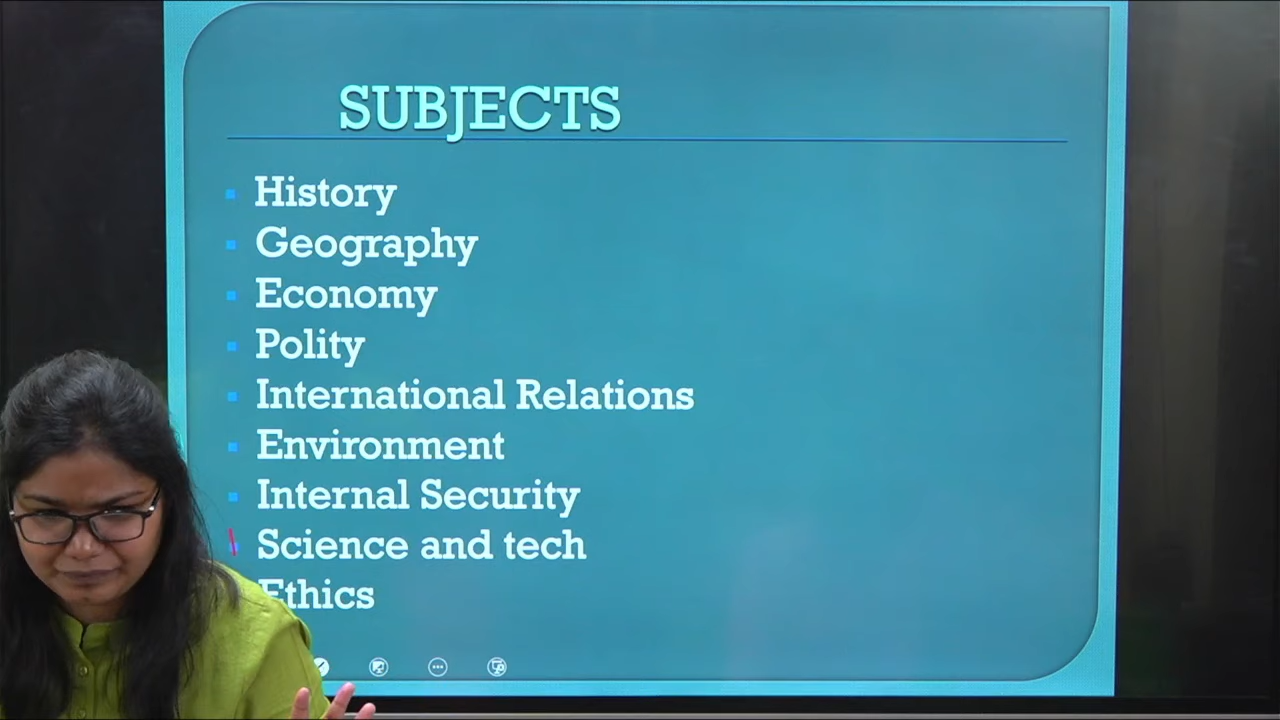 SUBJECTS
History
Geography
Economy
Polity
International Relations
Environment
Internal Security
Science and tech
Ethics